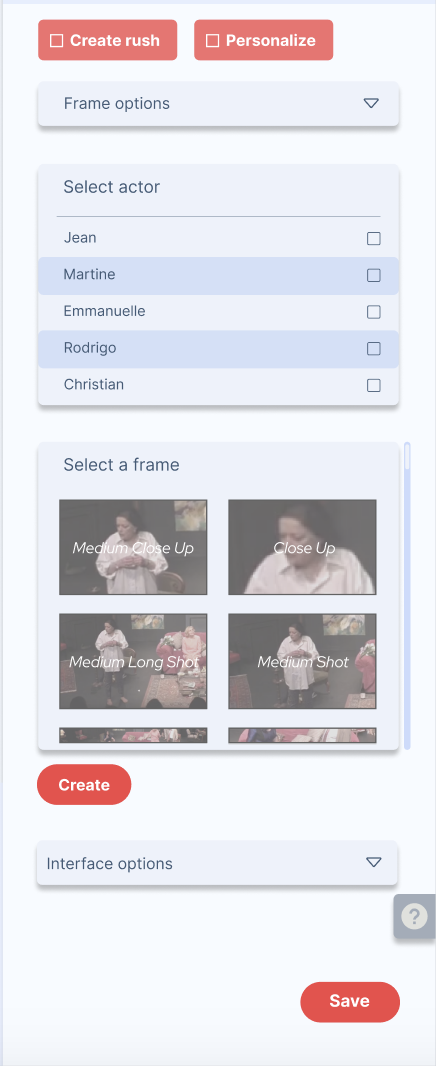 Create rush
Personalize
Frame options
Select actor
Jean
Martine
Emmanuelle
Rodrigo
Christian
Select a frame
Medium Close Up
Close Up
Medium Long Shot
Medium Shot
Create
Interface options
?
Save